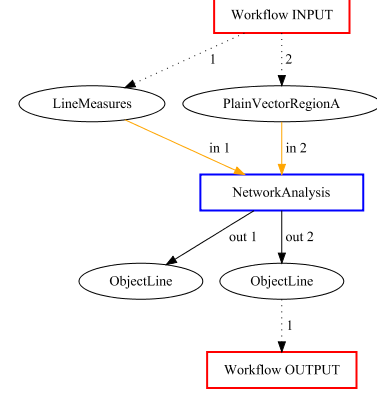 Workflow INPUT
1
2
LineMeasures
PlainVectorRegionA
in 1
in 2
NetworkAnalysis
out 1
out 2
ObjectLine
ObjectLine
1
Workflow OUTPUT